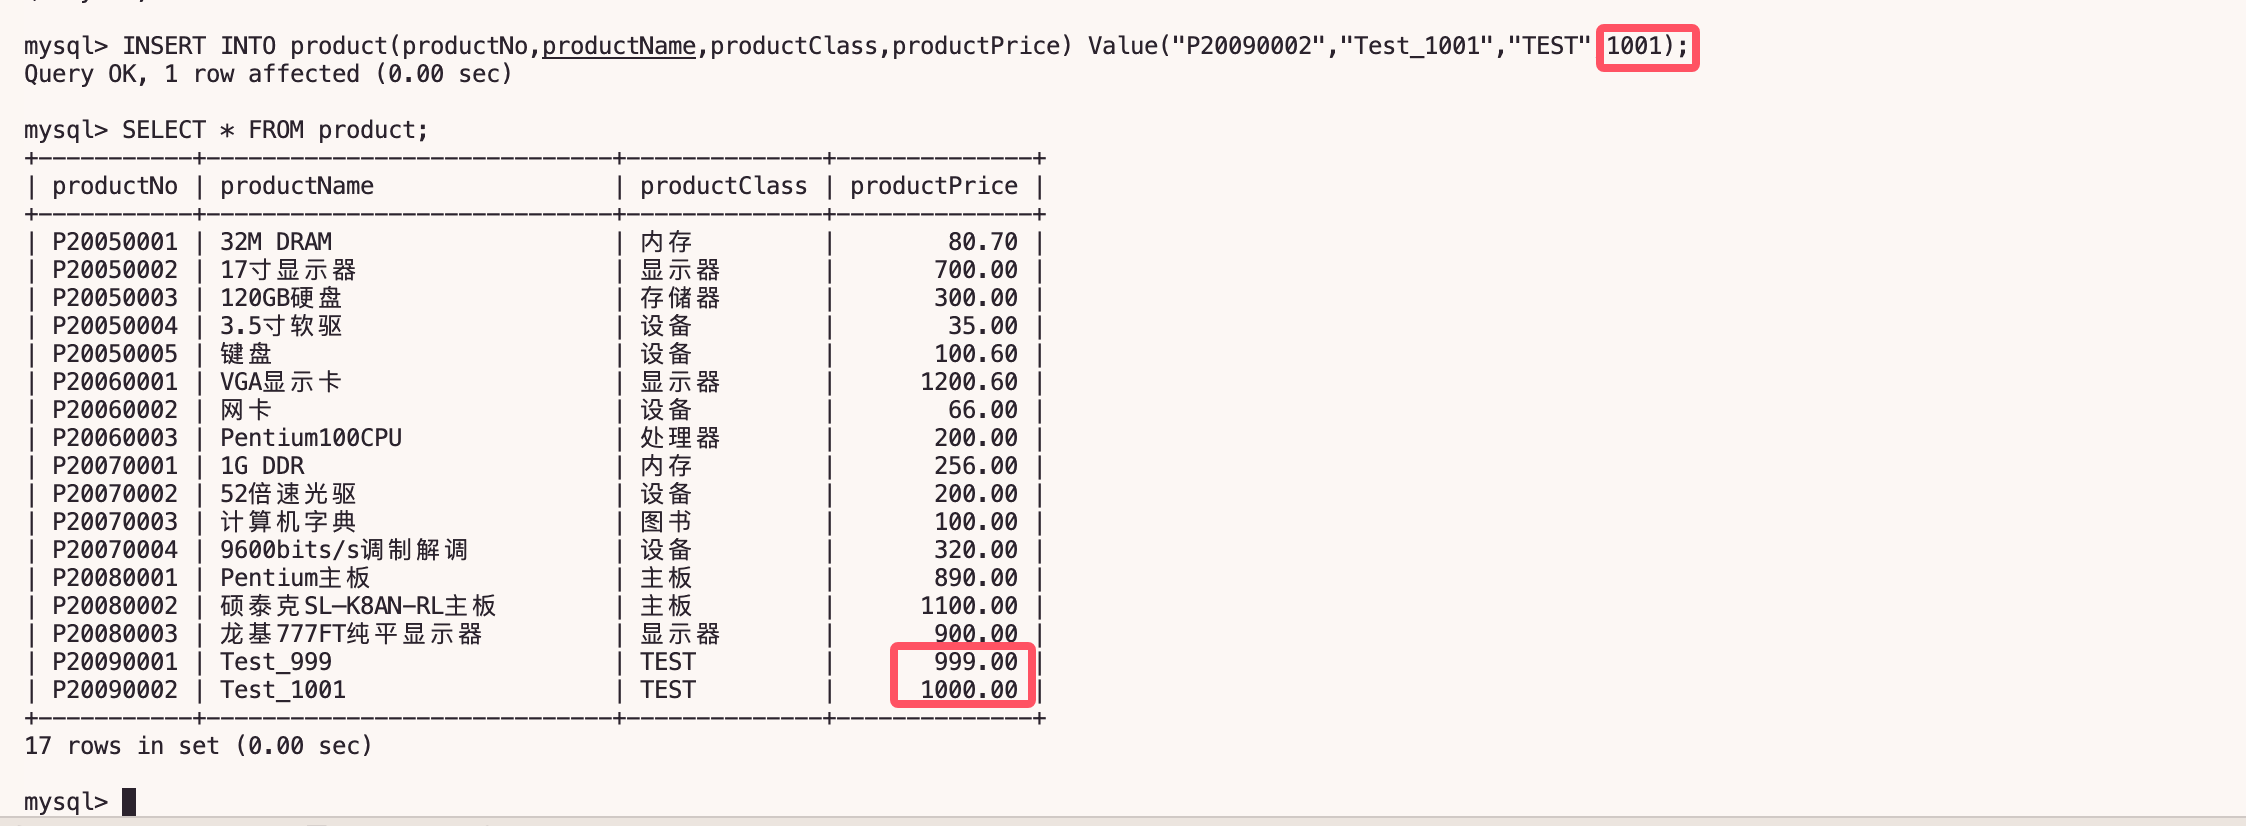 mysql> INSERT INTO product(productNo,productName,productClass,productPrice) Value("P20090002","Test_1001","TEST" 1001);
Query OK, 1 row affected (0.00 sec)
mysql> SELECT * FROM product;
+-----------+-----------------------------+--------------+--------------+
| productNo | productName                 | productClass | productPrice |
+-----------+-----------------------------+--------------+--------------+
| P20050001 | 32M DRAM                    | 内存         |        80.70 |
| P20050002 | 17寸显示器                  | 显示器       |       700.00 |
| P20050003 | 120GB硬盘                   | 存储器       |       300.00 |
| P20050004 | 3.5寸软驱                   | 设备         |        35.00 |
| P20050005 | 键盘                        | 设备         |       100.60 |
| P20060001 | VGA显示卡                   | 显示器       |      1200.60 |
| P20060002 | 网卡                        | 设备         |        66.00 |
| P20060003 | Pentium100CPU               | 处理器       |       200.00 |
| P20070001 | 1G DDR                      | 内存         |       256.00 |
| P20070002 | 52倍速光驱                  | 设备         |       200.00 |
| P20070003 | 计算机字典                  | 图书         |       100.00 |
| P20070004 | 9600bits/s调制解调          | 设备         |       320.00 |
| P20080001 | Pentium主板                 | 主板         |       890.00 |
| P20080002 | 硕泰克SL-K8AN-RL主板        | 主板         |      1100.00 |
| P20080003 | 龙基777FT纯平显示器         | 显示器       |       900.00 |
| P20090001 | Test_999                    | TEST         |       999.00 |
| P20090002 | Test_1001                   | TEST         |      1000.00 |
+-----------+-----------------------------+--------------+--------------+
17 rows in set (0.00 sec)
mysql>